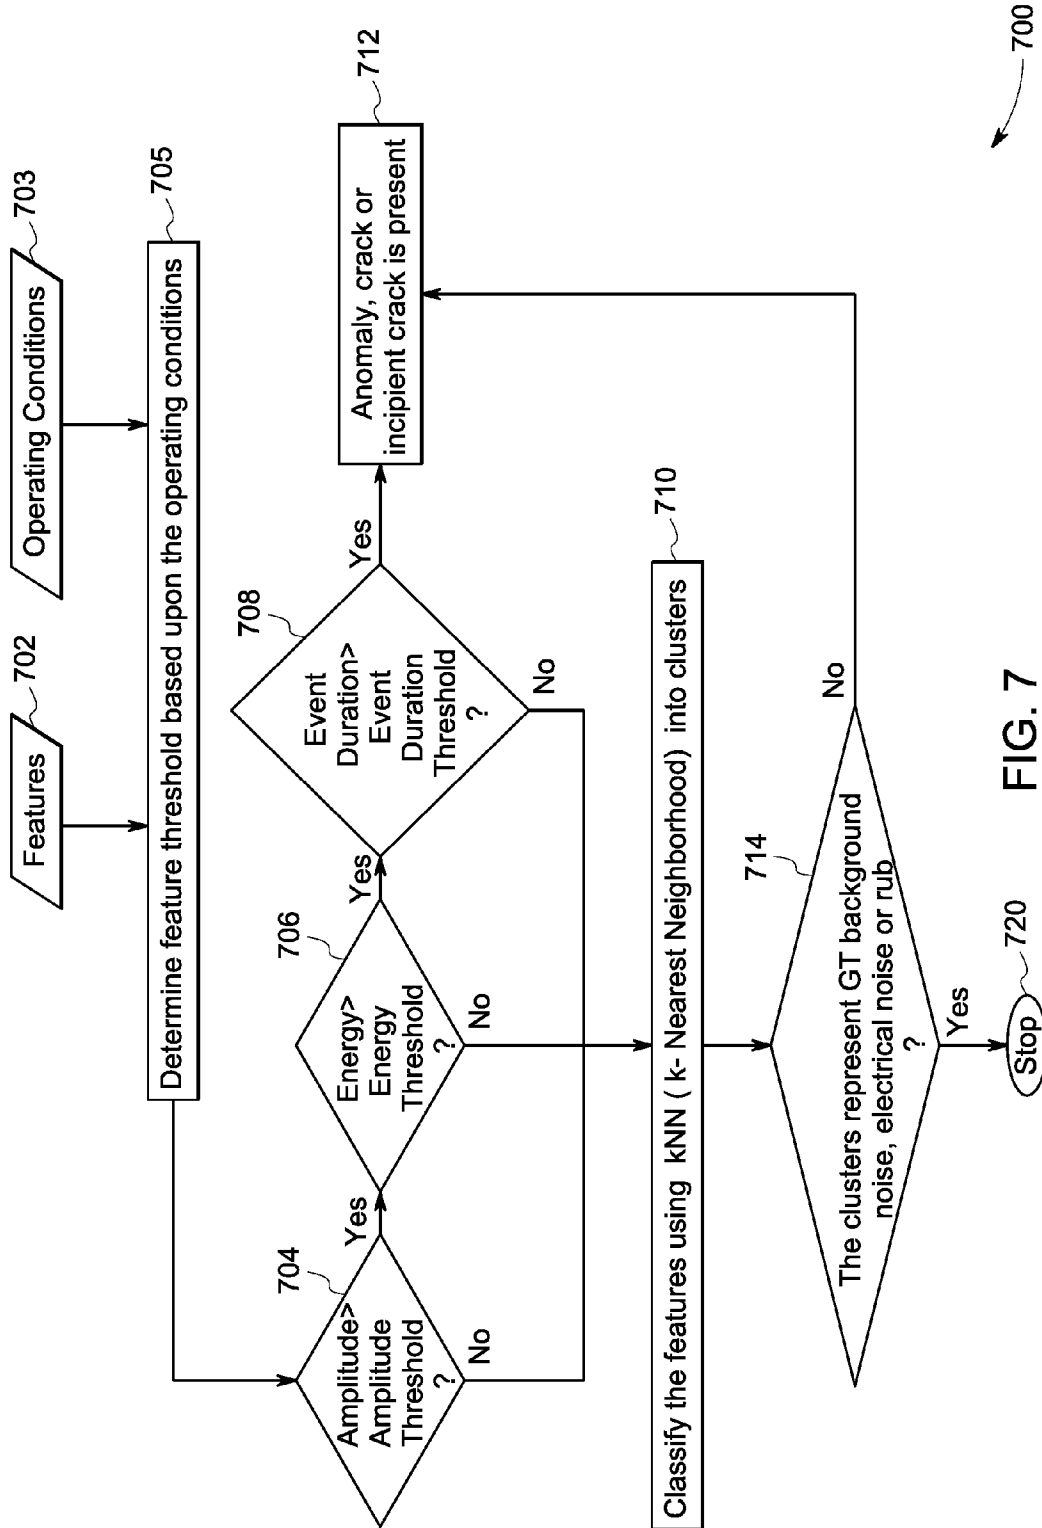 702
Features
703
Operating Conditions
705
Determine feature threshold based upon the operating conditions
704
Amplitude>
Amplitude
Threshold
?
Yes
No
706
Energy>
Energy
Threshold
?
Yes
No
708
Event
Duration>
Event
Duration
Threshold
?
Yes
No
712
Anomaly, crack or
incipient crack is present
710
Classify the features using kNN ( k- Nearest Neighborhood) into clusters
714
The clusters represent GT background
noise, electrical noise or rub
?
No
Yes
720
Stop
700
FIG. 7